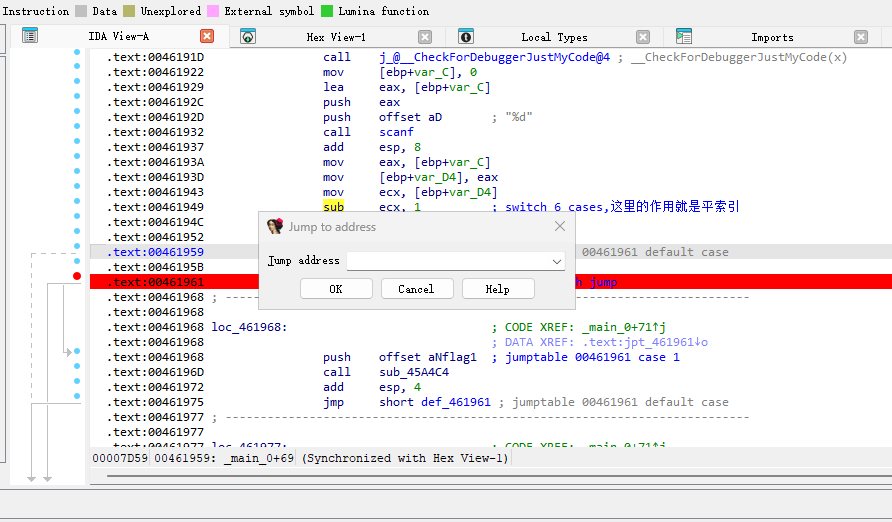 Instruction Data Unexplored External symbol Lumina function
IDA View-A Hex View-1 Local Types Imports
.text:0046191D call j_@__CheckForDebuggerJustMyCode@4 ; __CheckForDebuggerJustMyCode(x)
.text:00461922 mov [ebp+var_C], 0
.text:00461929 lea eax, [ebp+var_C]
.text:0046192C push eax
.text:0046192D push offset aD ; "%d"
.text:00461932 call scanf
.text:00461937 add esp, 8
.text:0046193A mov eax, [ebp+var_C]
.text:0046193D mov [ebp+var_D4], eax
.text:00461943 mov ecx, [ebp+var_D4]
.text:00461949 sub ecx, 1 ; switch 6 cases,这里的作用就是平索引
.text:0046194C
.text:00461952
.text:00461959 00461961 default case
.text:0046195B
.text:00461961 h jump
Jump to address
Jump address
OK Cancel Help
.text:00461968 ; ---------------------------------------------------------------------------
.text:00461968
.text:00461968 loc_461968: ; CODE XREF: _main_0+71↑j
.text:00461968 ; DATA XREF: .text:jpt_461961↓o
.text:00461968 push offset aNflag1 ; jumptable 00461961 case 1
.text:0046196D call sub_45A4C4
.text:00461972 add esp, 4
.text:00461975 jmp short def_461961 ; jumptable 00461961 default case
.text:00461977 ; ---------------------------------------------------------------------------
.text:00461977
.text:00461977 loc_461977: ; CODE XREF: _main_0+71↑j
00007D59 00461959: _main_0+69 (Synchronized with Hex View-1)